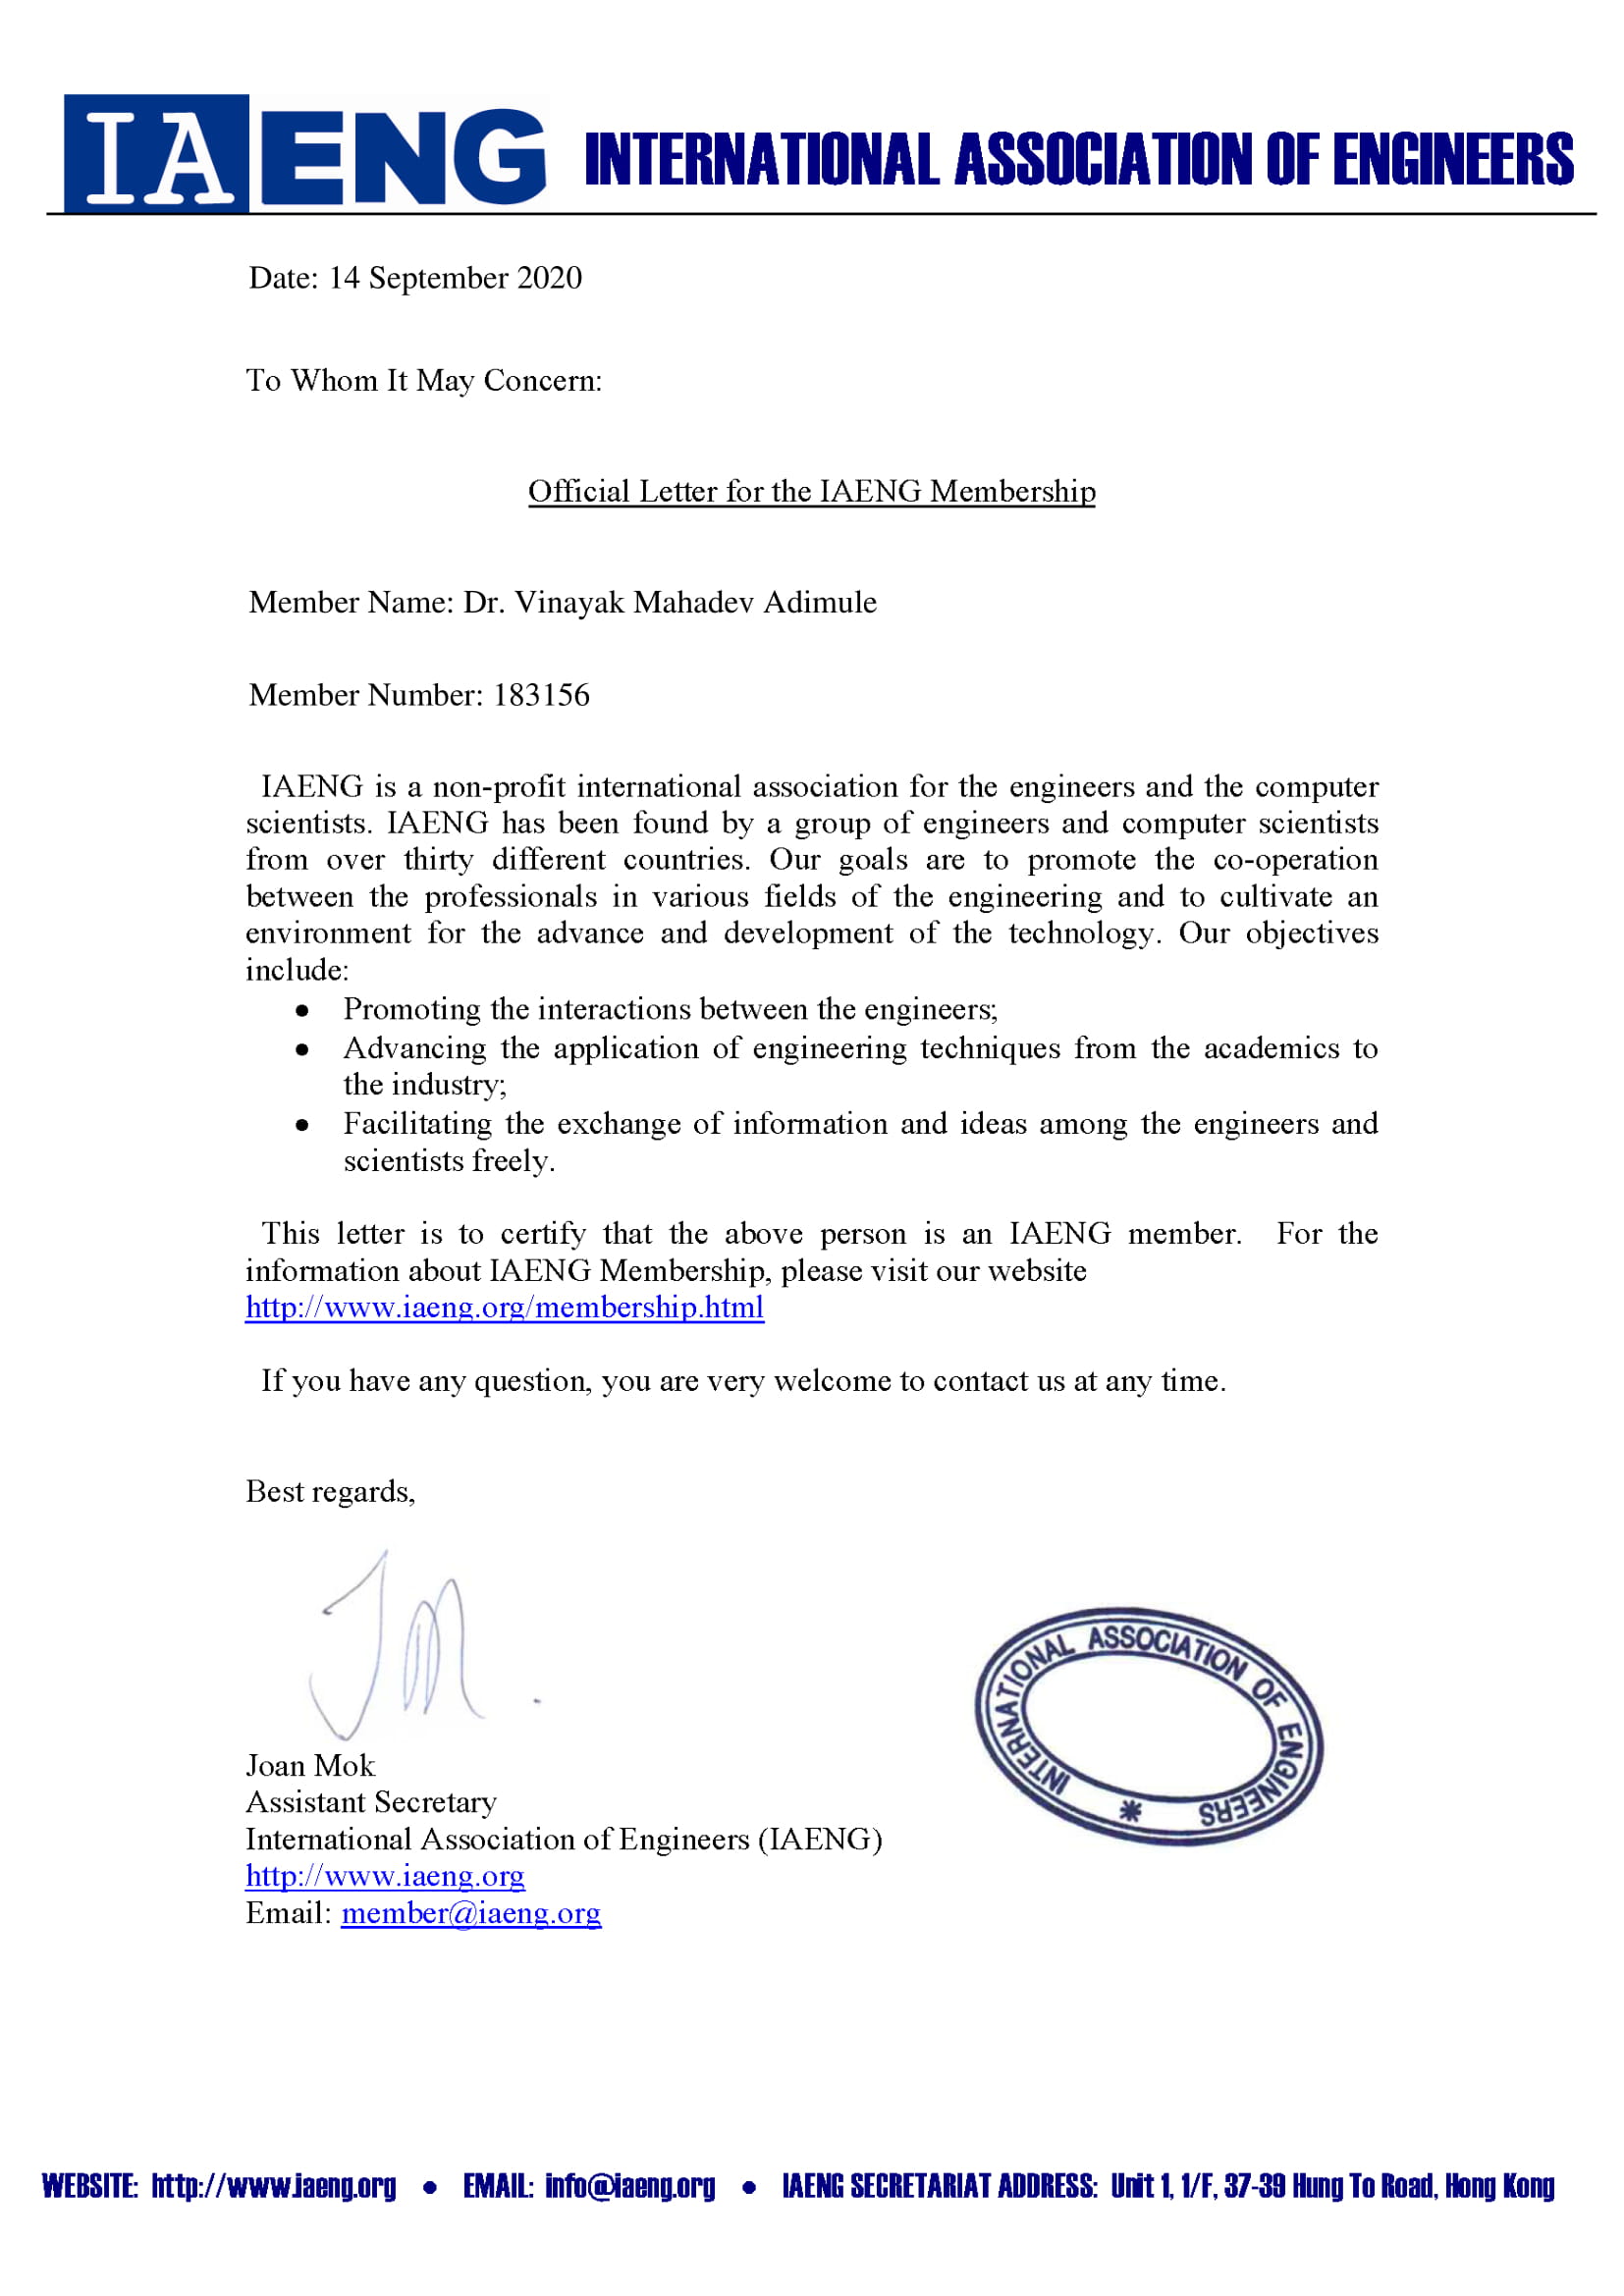 IAENG INTERNATIONAL ASSOCIATION OF ENGINEERS
Date: 14 September 2020
To Whom It May Concern:
Official Letter for the IAENG Membership
Member Name: Dr. Vinayak Mahadev Adimule
Member Number: 183156
IAENG is a non-profit international association for the engineers and the computer
scientists. IAENG has been found by a group of engineers and computer scientists
from over thirty different countries. Our goals are to promote the co-operation
between the professionals in various fields of the engineering and to cultivate an
environment for the advance and development of the technology. Our objectives
include:
• Promoting the interactions between the engineers;
• Advancing the application of engineering techniques from the academics to
the industry;
• Facilitating the exchange of information and ideas among the engineers and
scientists freely.
This letter is to certify that the above person is an IAENG member. For the
information about IAENG Membership, please visit our website
http://www.iaeng.org/membership.html
If you have any question, you are very welcome to contact us at any time.
Best regards,
JM.
INTERNATIONAL ASSOCIATION OF ENGINEERS *
Joan Mok
Assistant Secretary
International Association of Engineers (IAENG)
http://www.iaeng.org
Email: member@iaeng.org
WEBSITE: http://www.iaeng.org • EMAIL: info@iaeng.org • IAENG SECRETARIAT ADDRESS: Unit 1, 1/F, 37-39 Hung To Road, Hong Kong